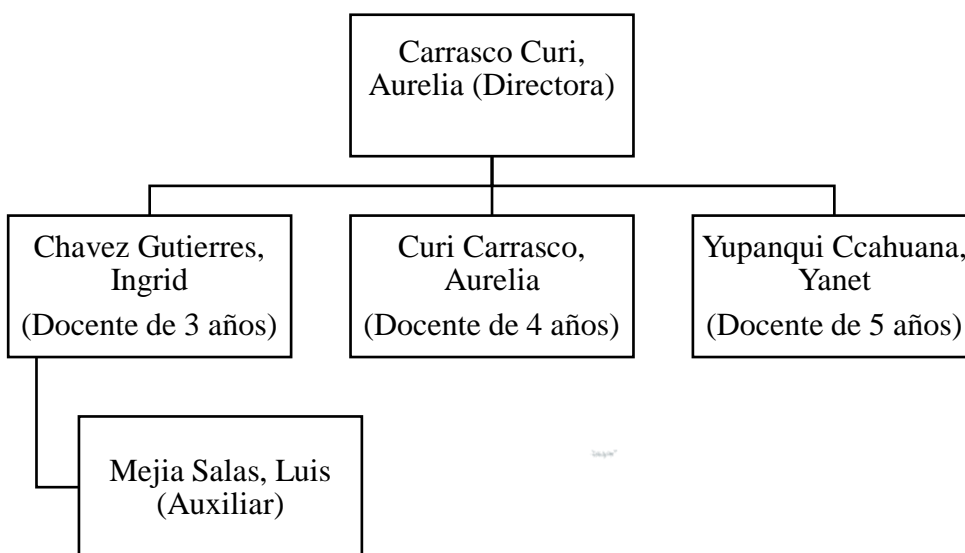 Carrasco Curi,
Aurelia (Directora)
Chavez Gutierres,
Ingrid
(Docente de 3 años)
Curi Carrasco,
Aurelia
(Docente de 4 años)
Yupanqui Ccahuana,
Yanet
(Docente de 5 años)
Mejia Salas, Luis
(Auxiliar)